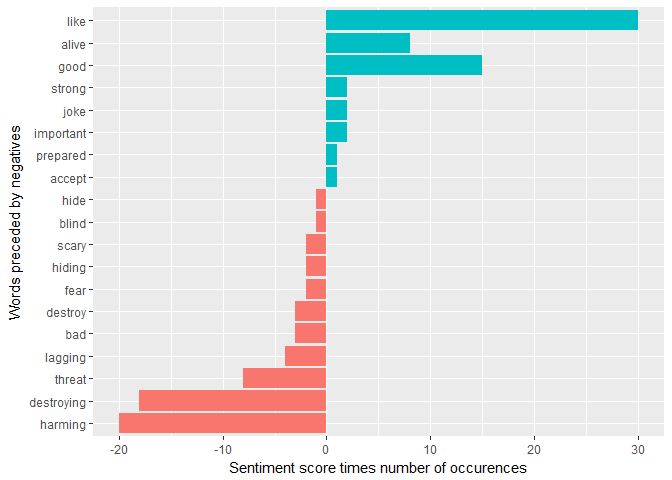 like
alive
good
strong
joke
important
prepared
accept
hide
blind
scary
hiding
fear
destroy
bad
lagging
threat
destroying
harming
Words preceded by negatives
-20 -10 0 10 20 30
Sentiment score times number of occurences